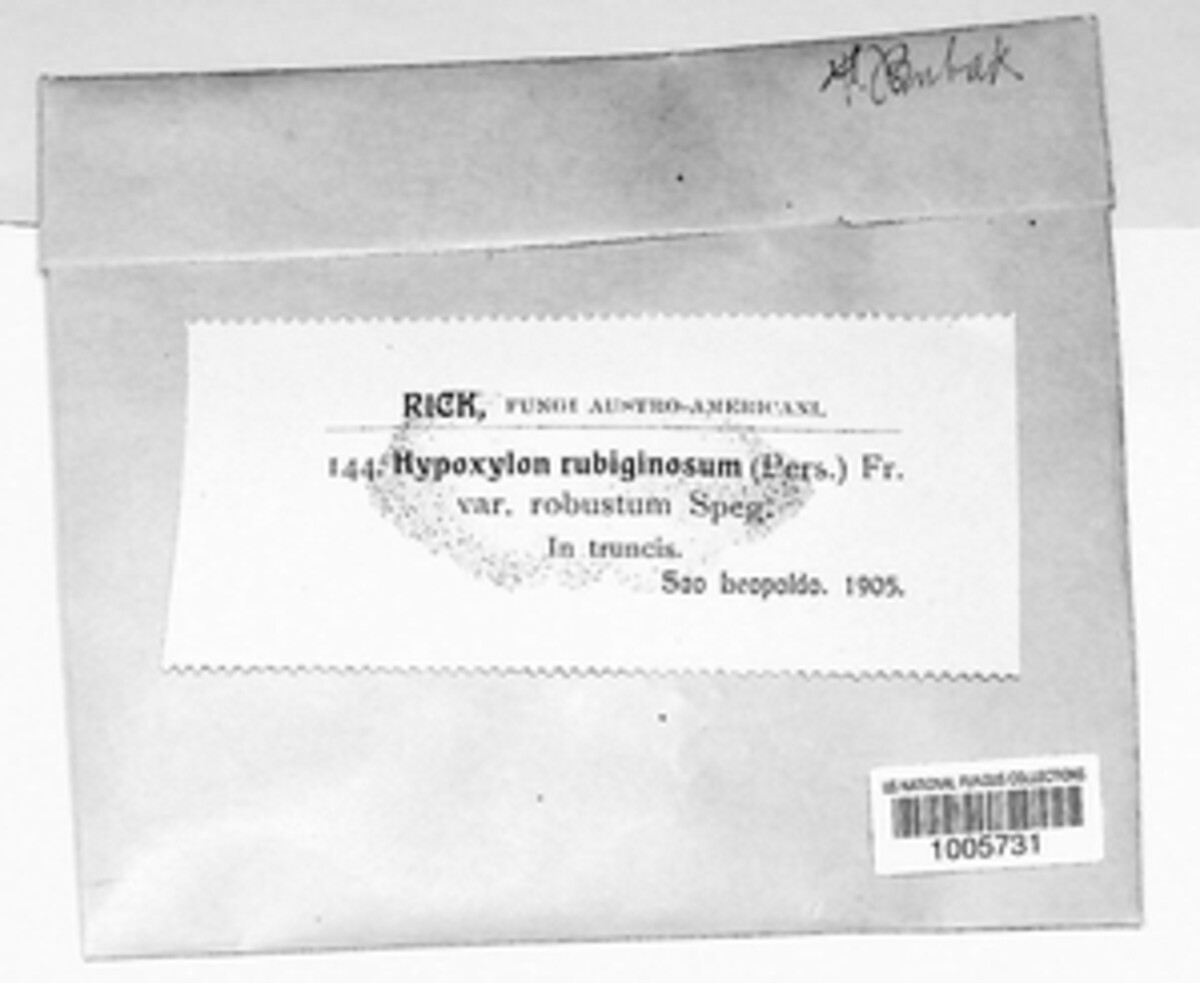 Bubak
RICK, FUNGI AUSTRO-AMERICANI.
144. Hypoxylon rubiginosum (Pers.) Fr.
var. robustum Speg.
In truncis.
Sao Leopoldo. 1905.
US NATIONAL FUNGUS COLLECTIONS
1005731